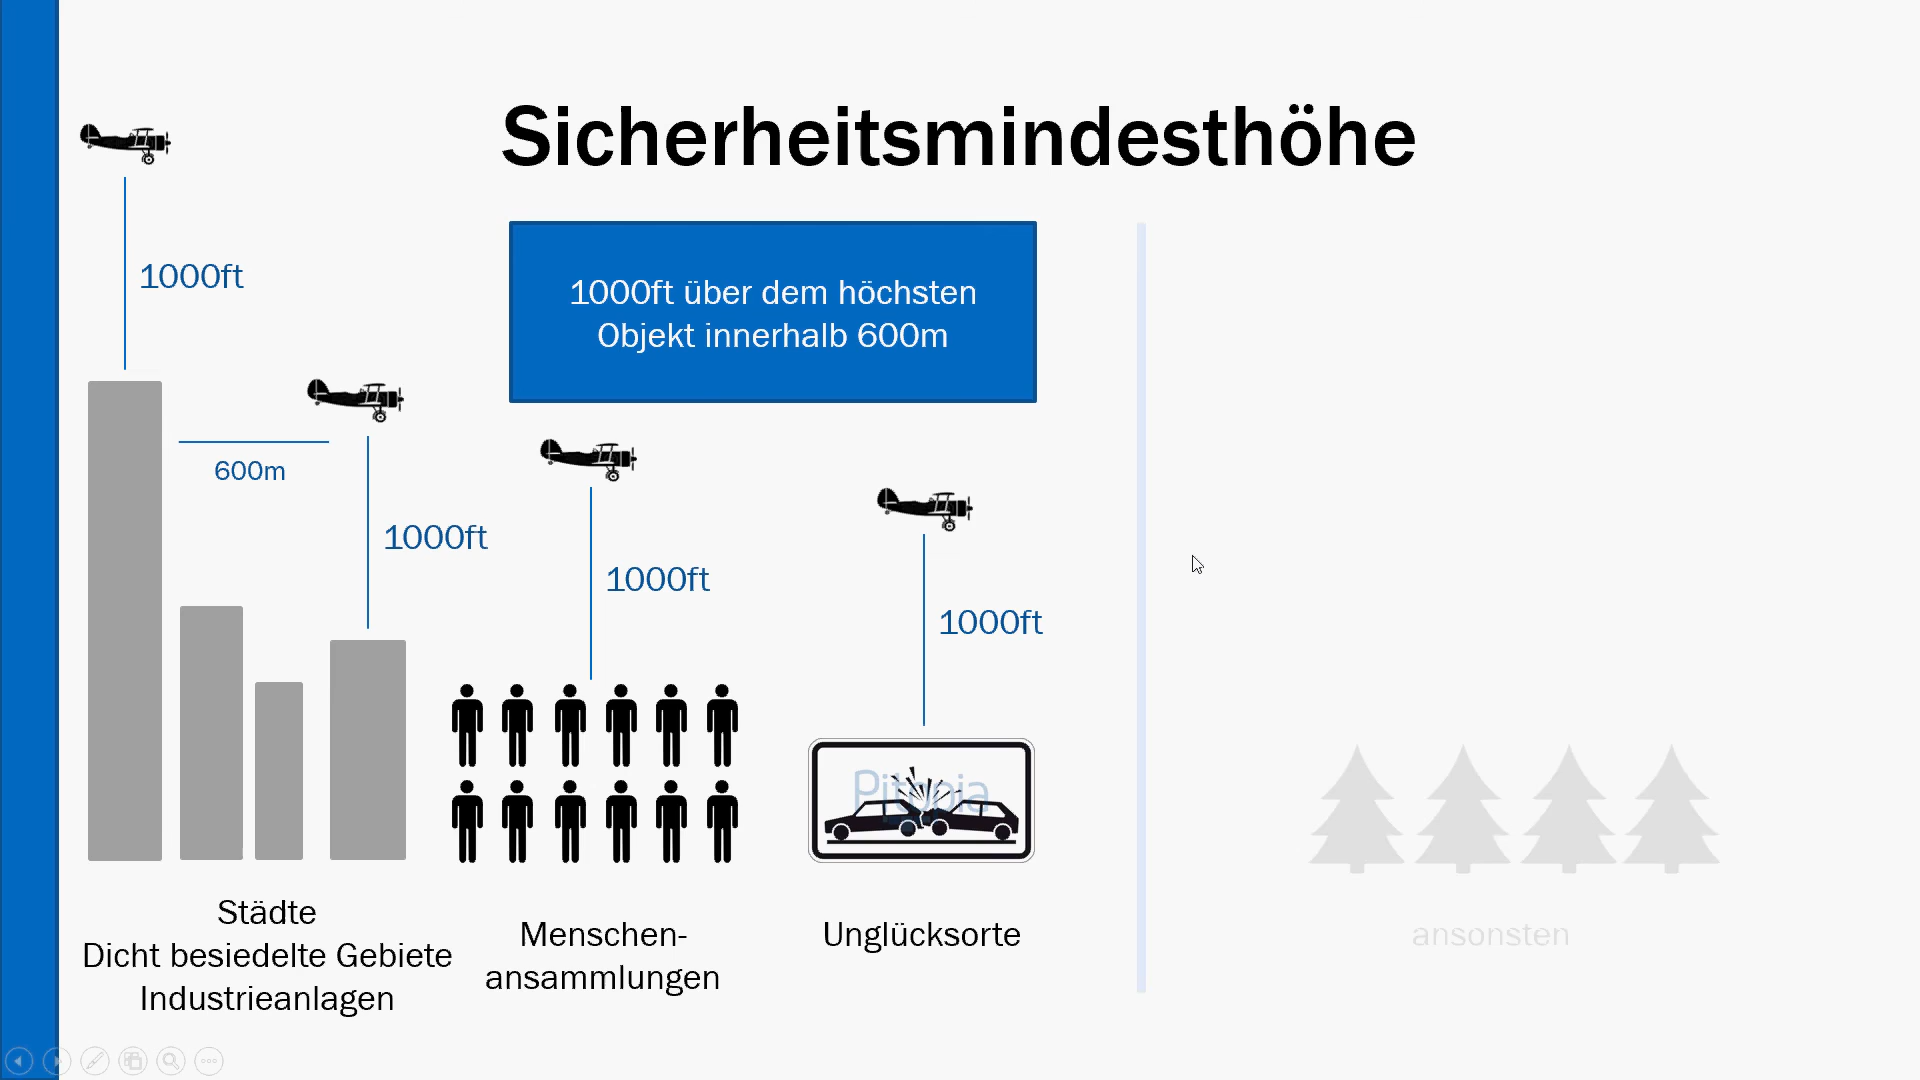 Sicherheitsmindesthöhe
1000ft
1000ft über dem höchsten
Objekt innerhalb 600m
600m
1000ft
1000ft
1000ft
Pitopia
Städte
Dicht besiedelte Gebiete
Industrieanlagen
Menschen-
ansammlungen
Unglücksorte
ansonsten